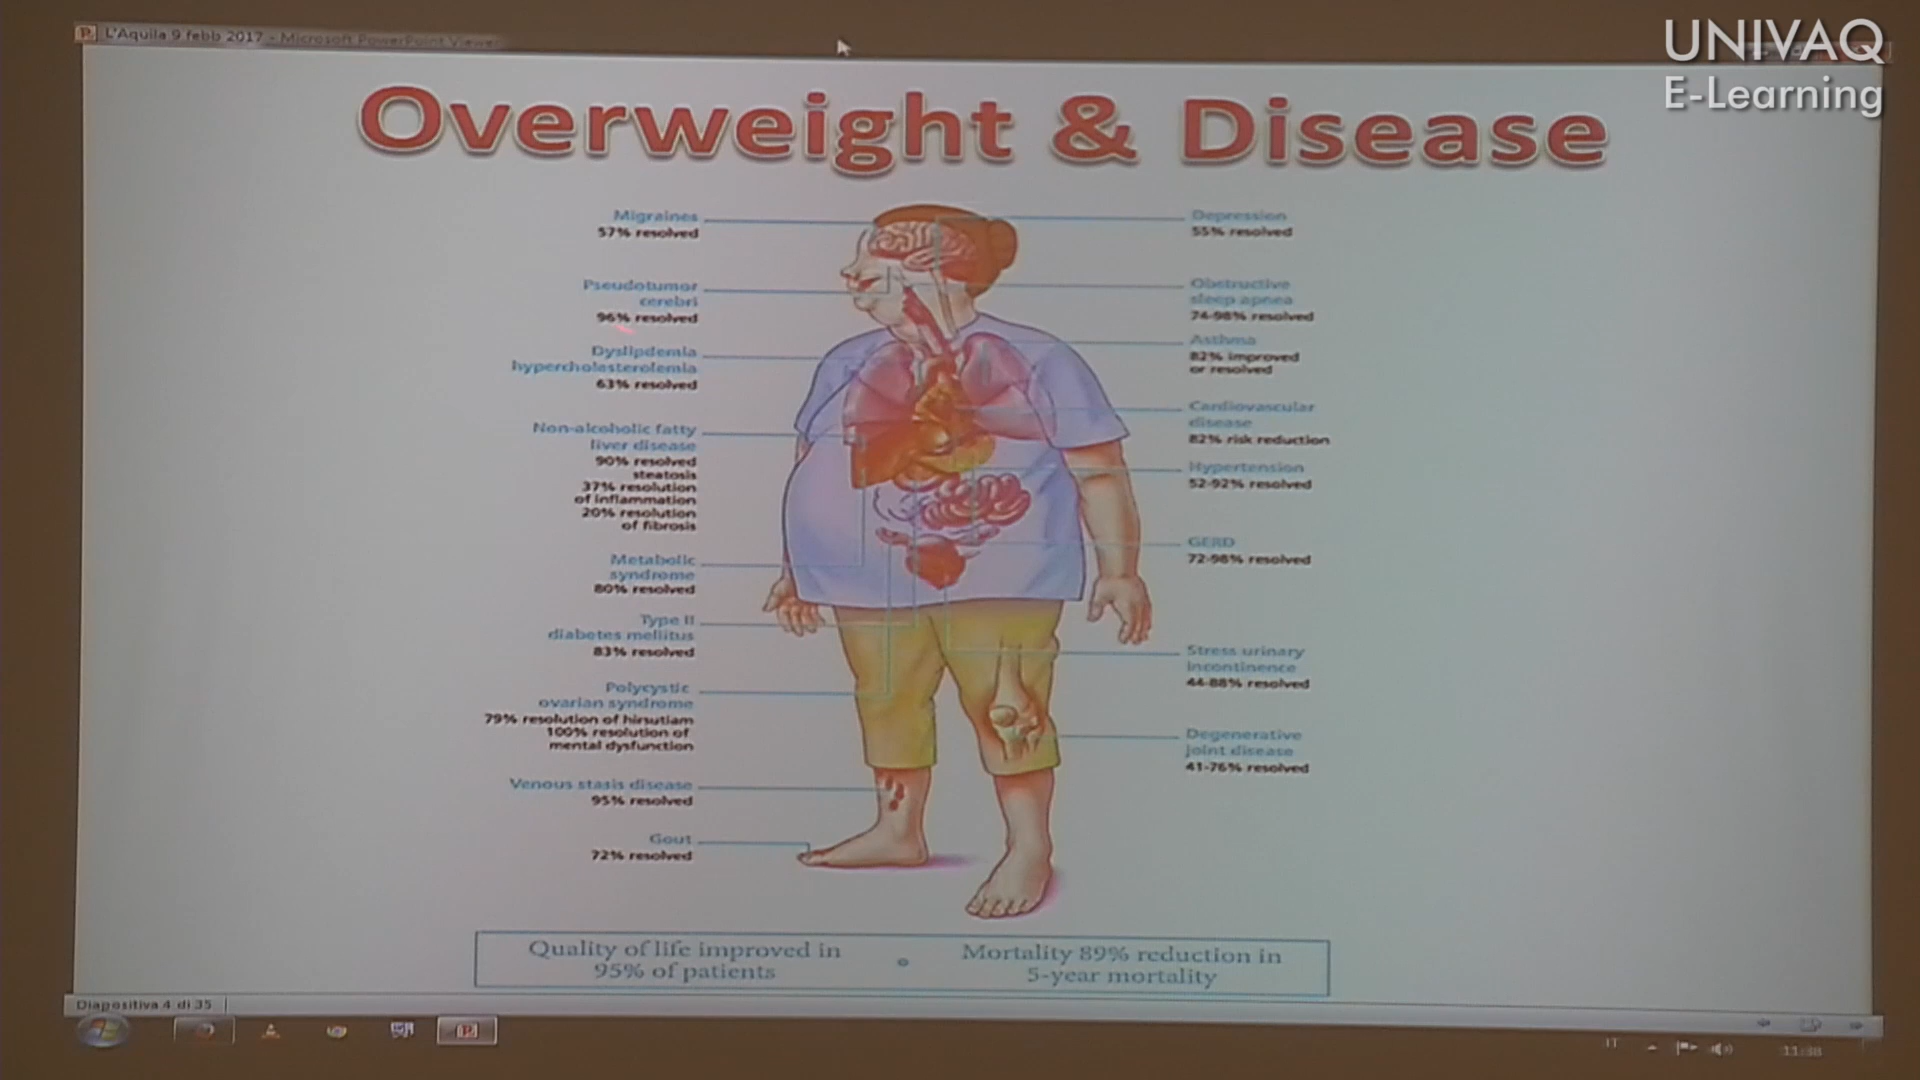 L'Aquila 9 febb 2017 - Microsoft PowerPoint Viewer
UNIVAQ
E-Learning
Overweight & Disease
Migraines
57% resolved
Pseudotumor
cerebri
96% resolved
Dyslipdemia
hypercholesterolemia
63% resolved
Non-alcoholic fatty
liver disease
90% resolved
steatosis
37% resolution
of inflammation
20% resolution
of fibrosis
Metabolic
syndrome
80% resolved
Type II
diabetes mellitus
83% resolved
Polycystic
ovarian syndrome
79% resolution of hirsutiam
100% resolution of
mental dysfunction
Venous stasis disease
95% resolved
Gout
72% resolved
Depression
55% resolved
Obstructive
sleep apnea
74-98% resolved
Asthma
82% improved
or resolved
Cardiovascular
disease
82% risk reduction
Hypertension
52-92% resolved
GERD
72-98% resolved
Stress urinary
incontinence
44-88% resolved
Degenerative
joint disease
41-76% resolved
Quality of life improved in
95% of patients
Mortality 89% reduction in
5-year mortality
Diapositiva 4 di 35
IT
11:38